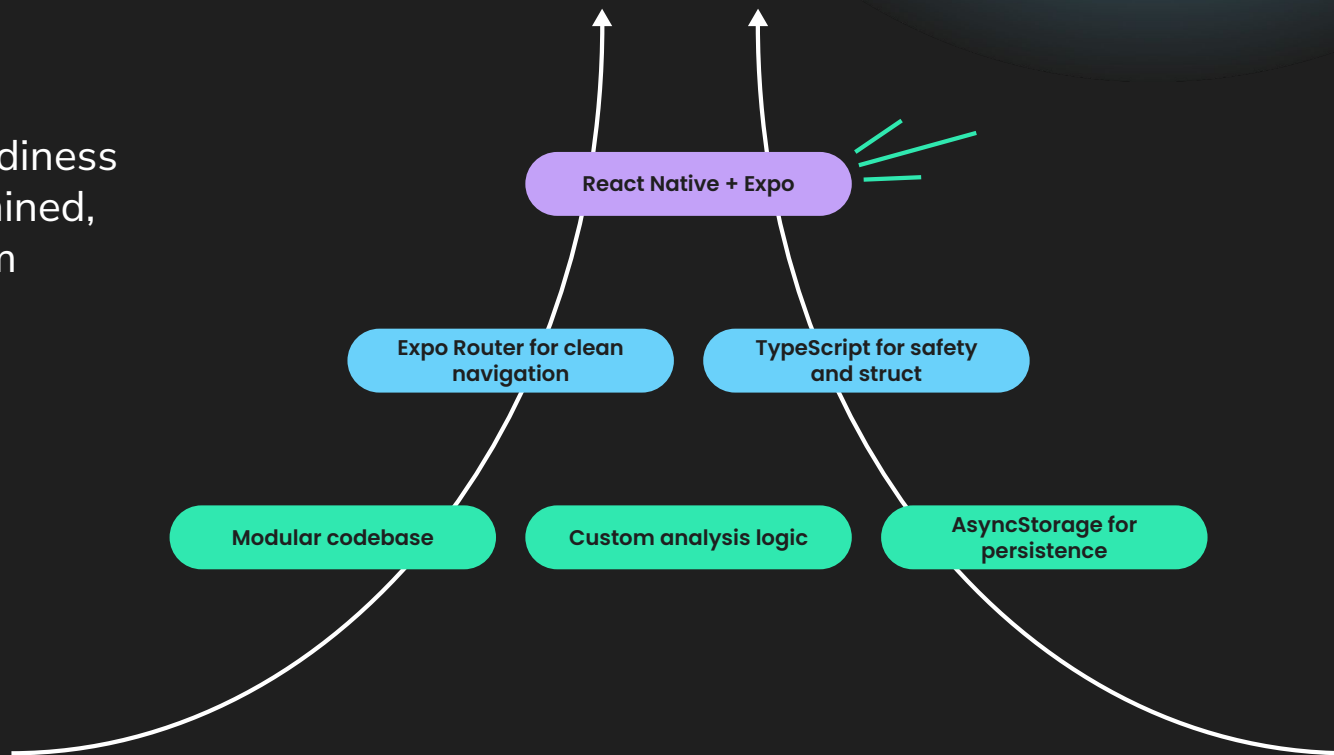 diness
ined,
React Native + Expo
Expo Router for clean
navigation
TypeScript for safety
and struct
Modular codebase
Custom analysis logic
AsyncStorage for
persistence